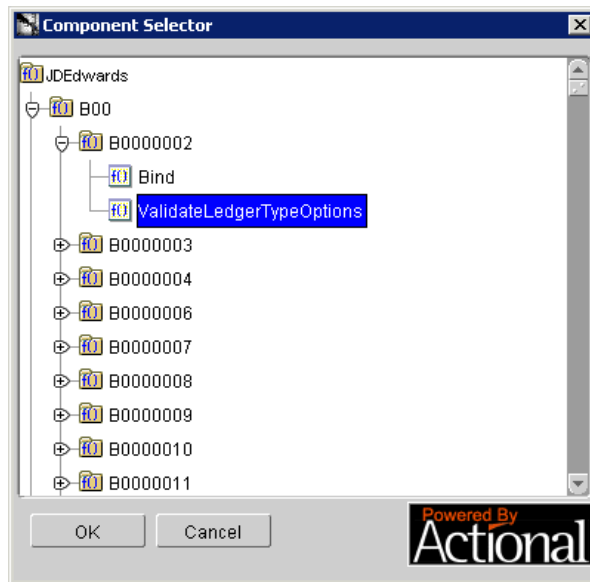 Component Selector
f() JDEdwards
f() B00
f() B0000002
f() Bind
f() ValidateLedgerTypeOptions
f() B0000003
f() B0000004
f() B0000006
f() B0000007
f() B0000008
f() B0000009
f() B0000010
f() B0000011
OK Cancel
Powered By
Actional